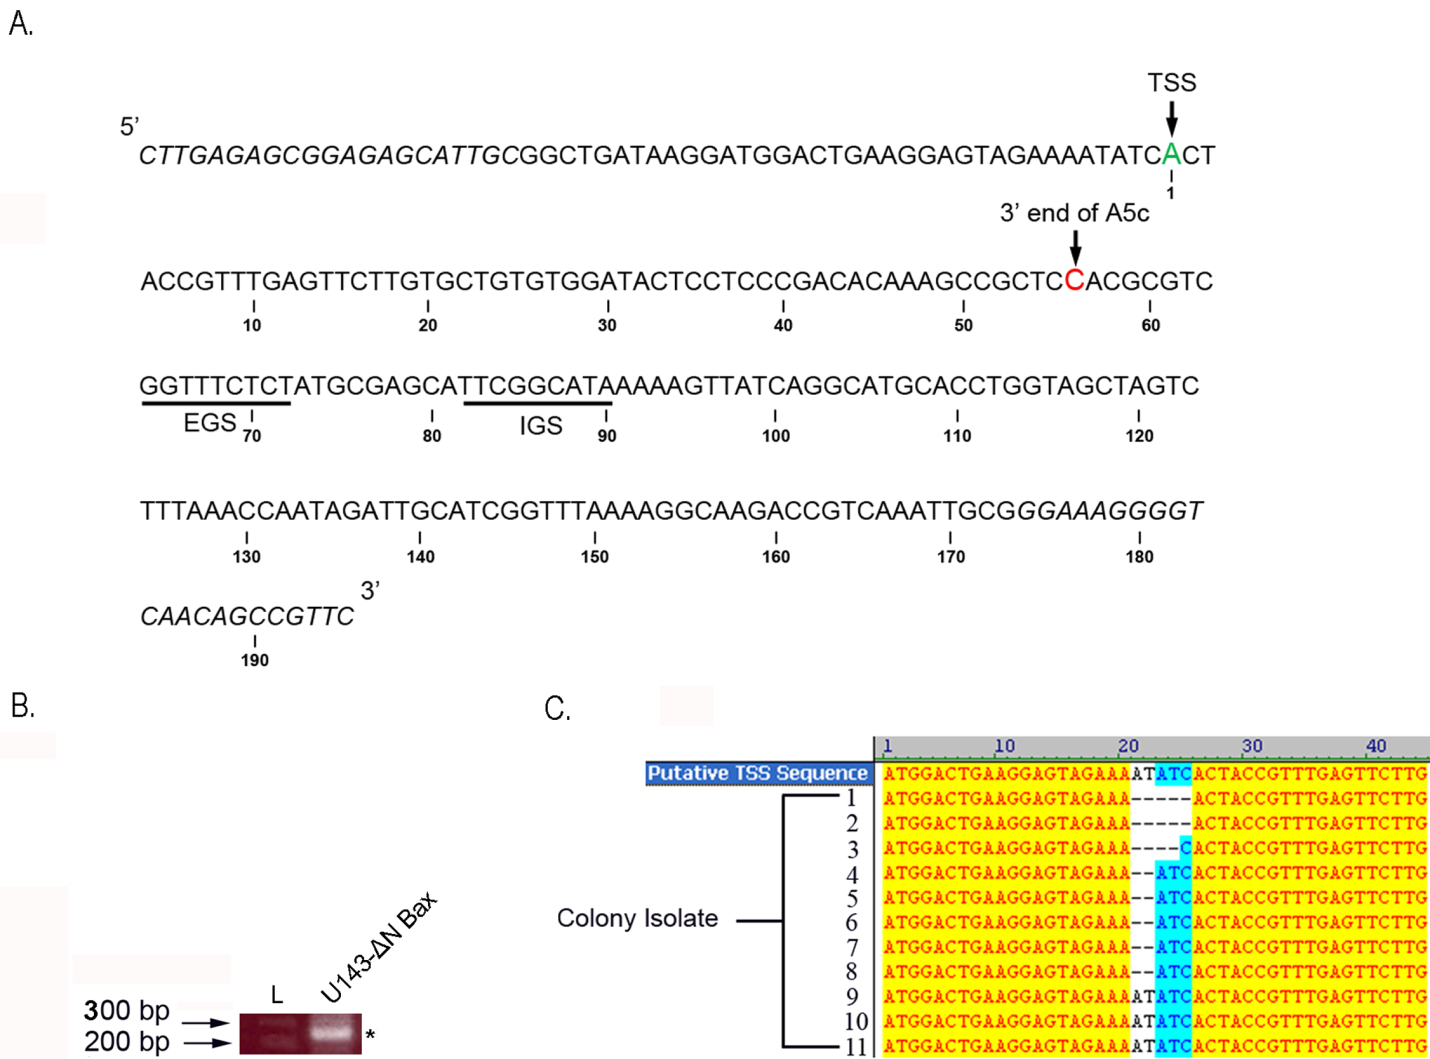 A.
TSS
5’
CTTGAGAGCGGAGAGCATTGCGGCTGATAAGGATGGACTGAAGGAGTAGAAAATATCACT
1
3’ end of A5c
ACCGTTTGAGTTCTTGTGCTGTGTGGATACTCCTCCCGACACAAAGCCGCTCCACGCGTC
10 20 30 40 50 60
GGTTTCTCTATGCGAGCATTCGGCATAAAAAGTTATCAGGCATGCACCTGGTAGCTAGTC
EGS 70 80 IGS 90 100 110 120
TTTAAACCAATAGATTGCATCGGTTTAAAAGGCAAGACCGTCAAATTGCGGGAAAGGGGT
130 140 150 160 170 180
3’
CAACAGCCGTTC
190
B.
L
U143-ΔN Bax
300 bp
200 bp
*
C.
1 10 20 30 40
Putative TSS Sequence ATGGACTGAAGGAGTAGAAAATATCACTACCGTTTGAGTTCTTG
Colony Isolate
1 ATGGACTGAAGGAGTAGAAA-----ACTACCGTTTGAGTTCTTG
2 ATGGACTGAAGGAGTAGAAA-----ACTACCGTTTGAGTTCTTG
3 ATGGACTGAAGGAGTAGAAA----CACTACCGTTTGAGTTCTTG
4 ATGGACTGAAGGAGTAGAAA--ATCACTACCGTTTGAGTTCTTG
5 ATGGACTGAAGGAGTAGAAA--ATCACTACCGTTTGAGTTCTTG
6 ATGGACTGAAGGAGTAGAAA--ATCACTACCGTTTGAGTTCTTG
7 ATGGACTGAAGGAGTAGAAA--ATCACTACCGTTTGAGTTCTTG
8 ATGGACTGAAGGAGTAGAAA--ATCACTACCGTTTGAGTTCTTG
9 ATGGACTGAAGGAGTAGAAAATATCACTACCGTTTGAGTTCTTG
10 ATGGACTGAAGGAGTAGAAAATATCACTACCGTTTGAGTTCTTG
11 ATGGACTGAAGGAGTAGAAAATATCACTACCGTTTGAGTTCTTG